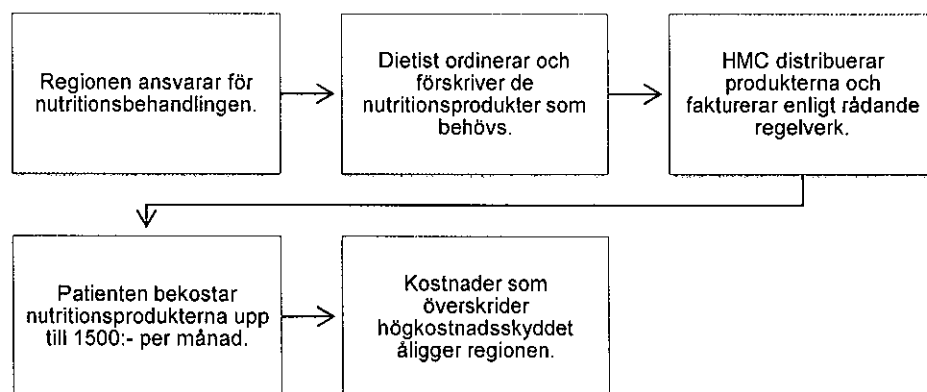 Regionen ansvarar för
nutritionsbehandlingen.
Dietist ordinerar och
förskriver de
nutritionsprodukter som
behövs.
HMC distribuerar
produkterna och
fakturerar enligt rådande
regelverk.
Patienten bekostar
nutritionsprodukterna upp
till 1500:- per månad.
Kostnader som
överskrider
högkostnadsskyddet
åligger regionen.